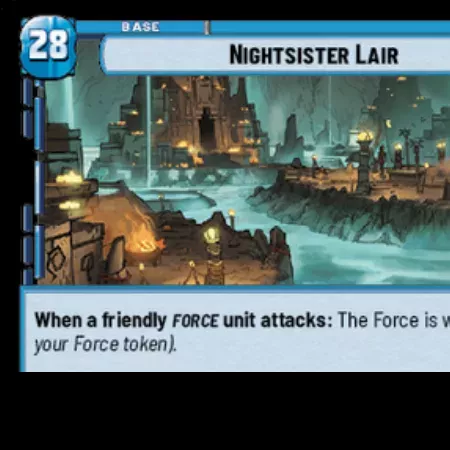 BASE
28
NIGHTSISTER LAIR
When a friendly FORCE unit attacks: The Force is
your Force token).